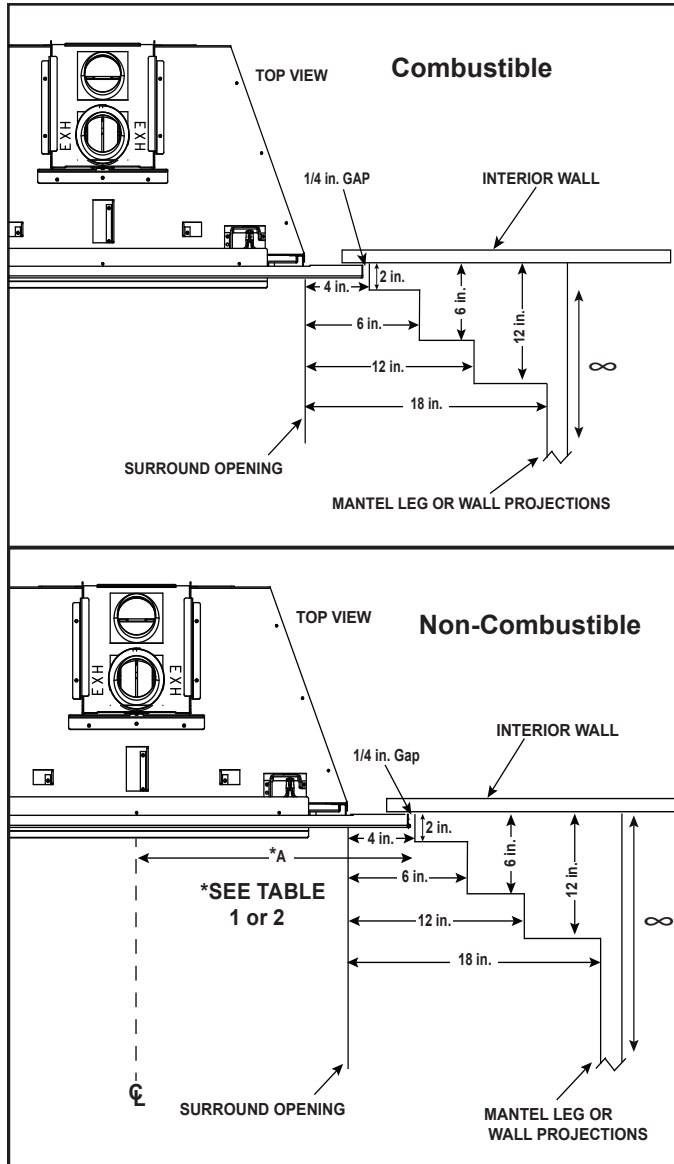 Combustible
TOP VIEW
EXH
EXH
1/4 in. GAP
INTERIOR WALL
2 in.
4 in.
6 in.
6 in.
12 in.
12 in.
∞
18 in.
SURROUND OPENING
MANTEL LEG OR WALL PROJECTIONS
TOP VIEW
Non-Combustible
EXH
EXH
INTERIOR WALL
1/4 in. Gap
2 in.
4 in.
6 in.
*A
12 in.
6 in.
*SEE TABLE
1 or 2
12 in.
∞
18 in.
℄
SURROUND OPENING
MANTEL LEG OR
WALL PROJECTIONS